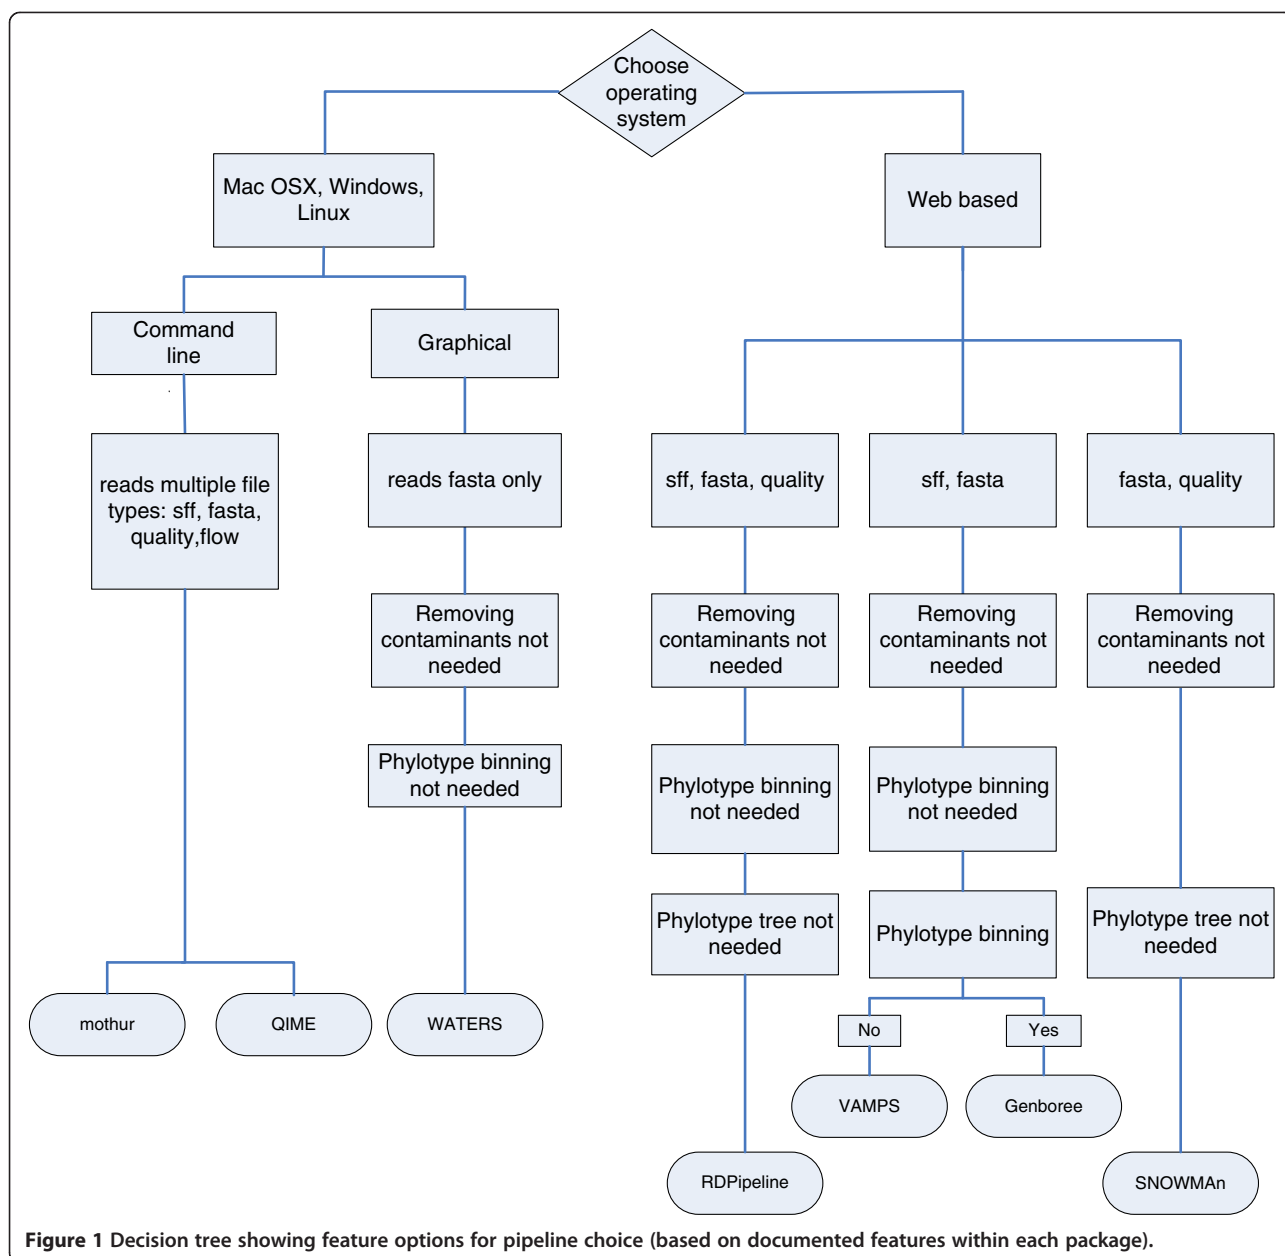 Choose
operating
system
Mac OSX, Windows,
Linux
Web based
Command
line
Graphical
reads multiple file
types: sff, fasta,
quality,flow
reads fasta only
sff, fasta, quality
sff, fasta
fasta, quality
Removing
contaminants not
needed
Removing
contaminants not
needed
Removing
contaminants not
needed
Removing
contaminants not
needed
Phylotype binning
not needed
Phylotype binning
not needed
Phylotype binning
not needed
Phylotype tree not
needed
Phylotype binning
Phylotype tree not
needed
mothur
QIME
WATERS
No
Yes
VAMPS
Genboree
RDPipeline
SNOWMAn
Figure 1 Decision tree showing feature options for pipeline choice (based on documented features within each package).